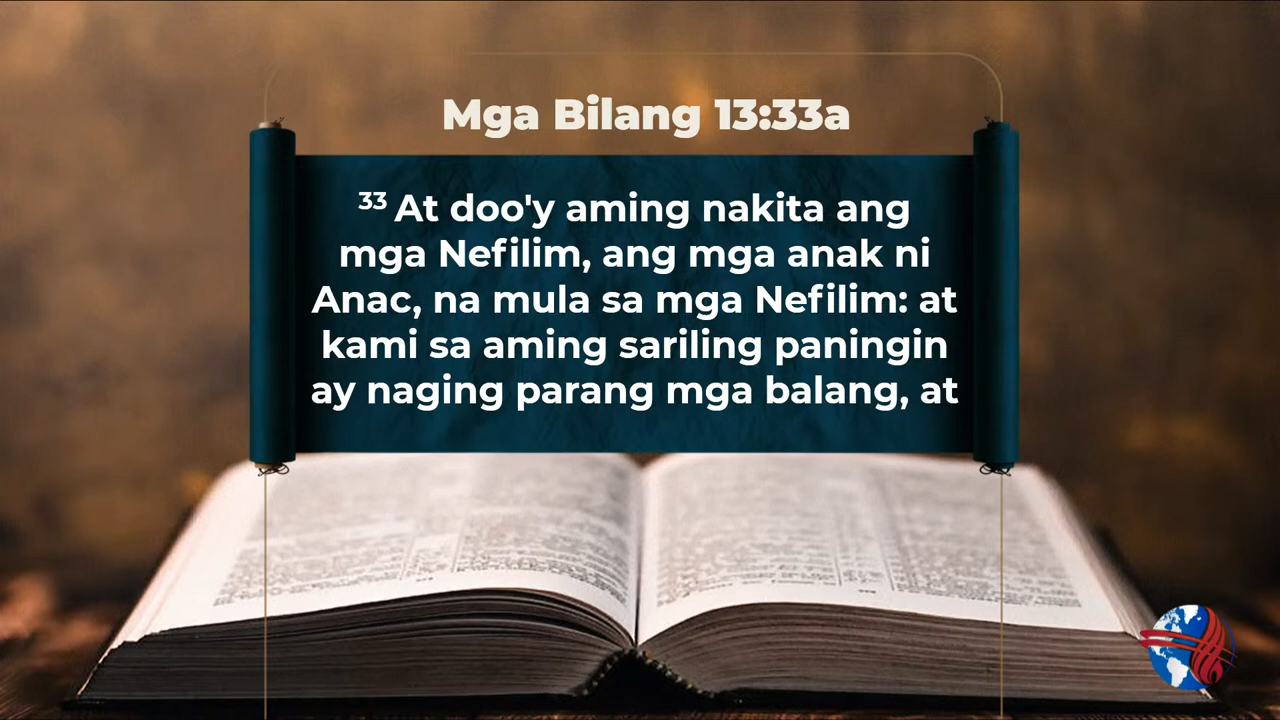 Mga Bilang 13:33a
33 At doo'y aming nakita ang
mga Nefilim, ang mga anak ni
Anac, na mula sa mga Nefilim: at
kami sa aming sariling paningin
ay naging parang mga balang, at